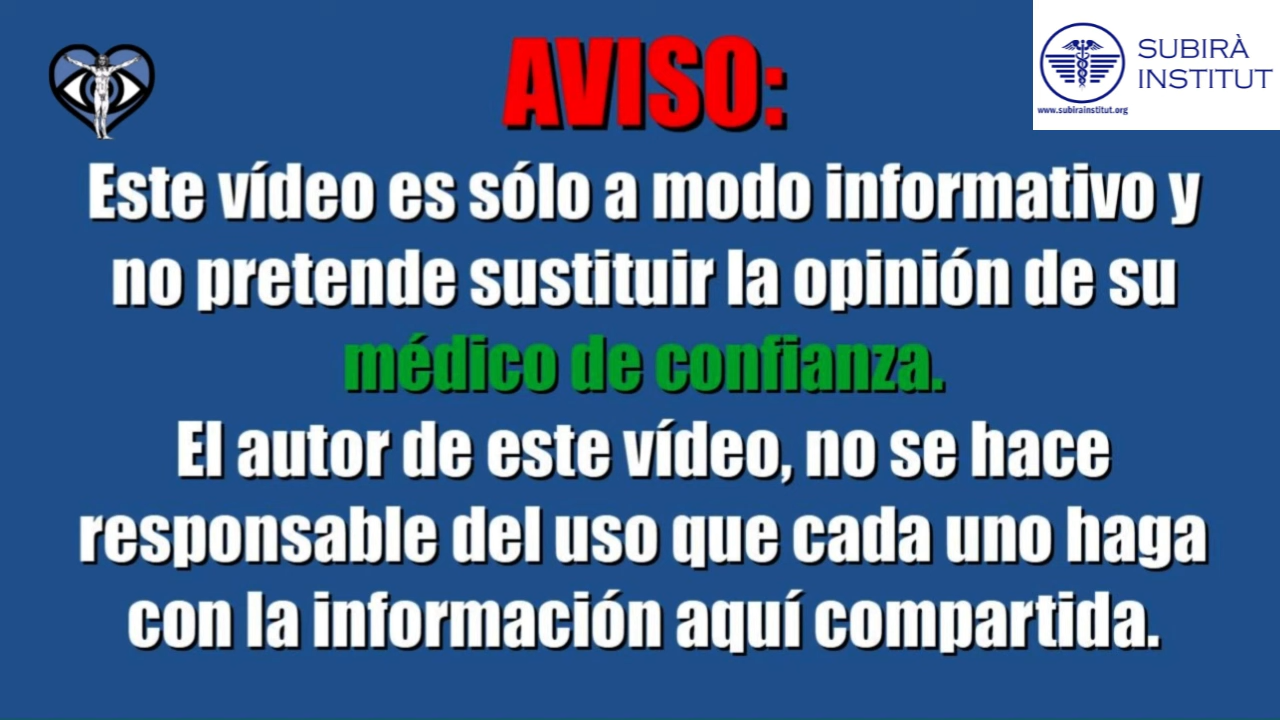 SUBIRÀ
INSTITUT
www.subirainstitut.org
AVISO:
Este vídeo es sólo a modo informativo y
no pretende sustituir la opinión de su
médico de confianza.
El autor de este vídeo, no se hace
responsable del uso que cada uno haga
con la información aquí compartida.